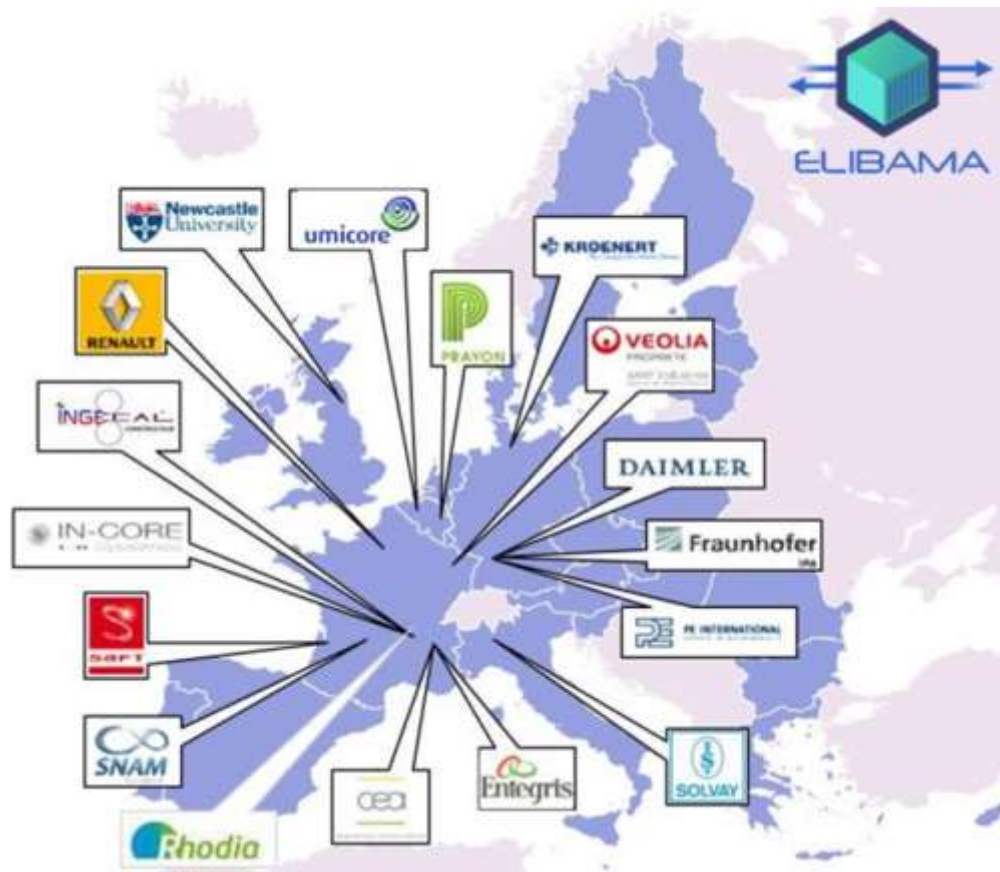 ELIBAMA
Newcastle
University
umicore
KROENERT
RENAULT
PRAYON
VEOLIA
PROPRETE
INGECAL
DAIMLER
IN-CORE
Fraunhofer
IPA
SAFT
PE INTERNATIONAL
SNAM
cea
Entegris
SOLVAY
Rhodia